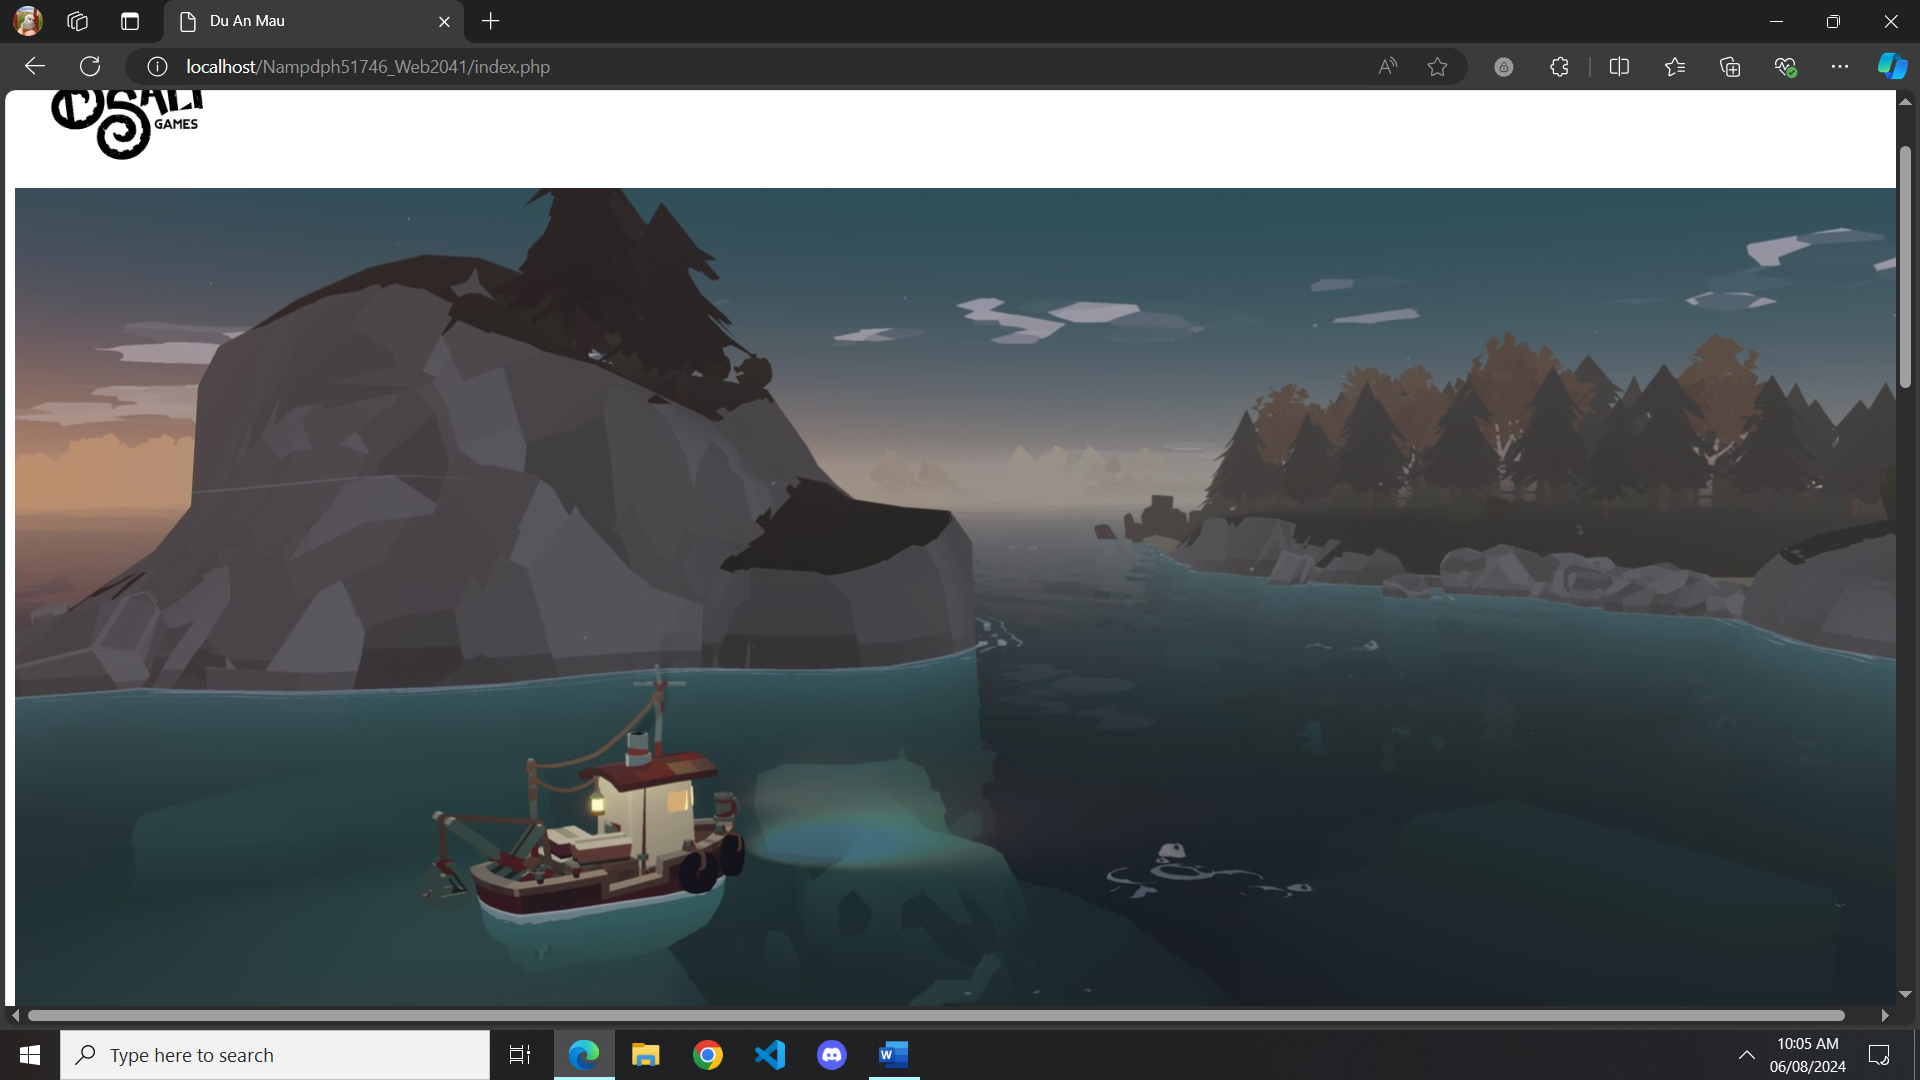 Du An Mau
localhost/Nampdph51746_Web2041/index.php
GAMES
Type here to search
10:05 AM
06/08/2024